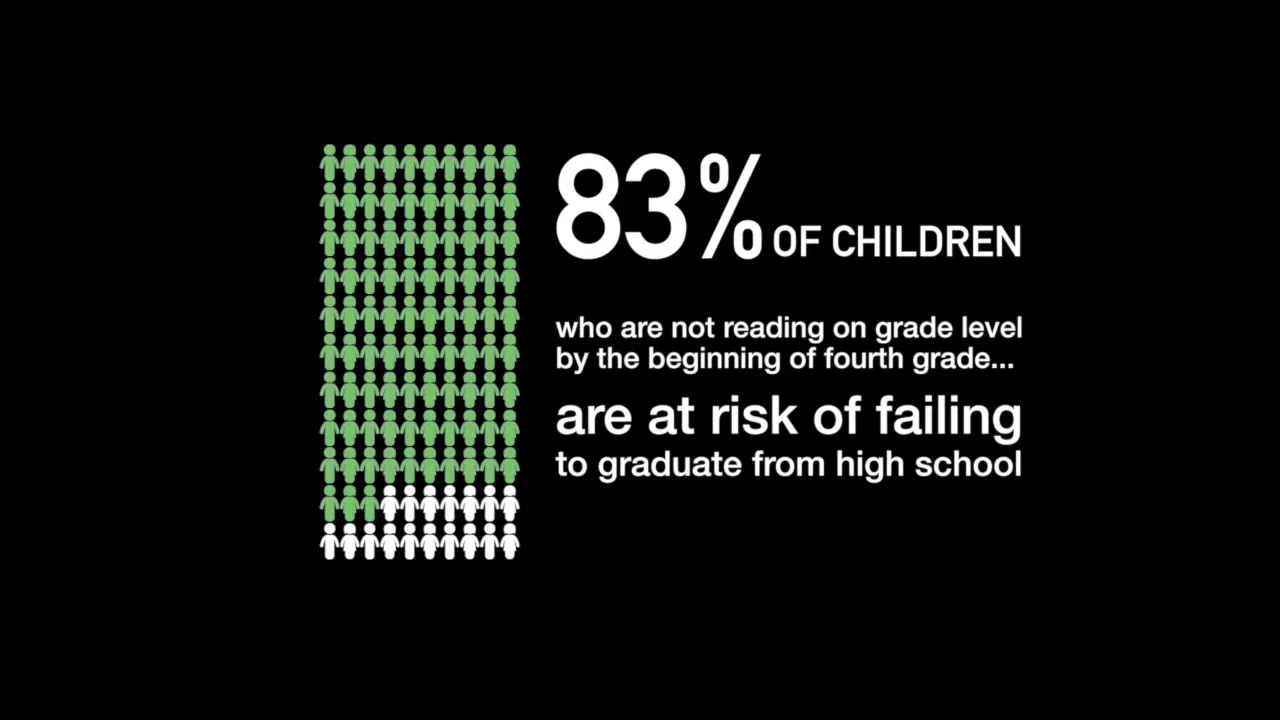 83% OF CHILDREN
who are not reading on grade level
by the beginning of fourth grade...
are at risk of failing
to graduate from high school